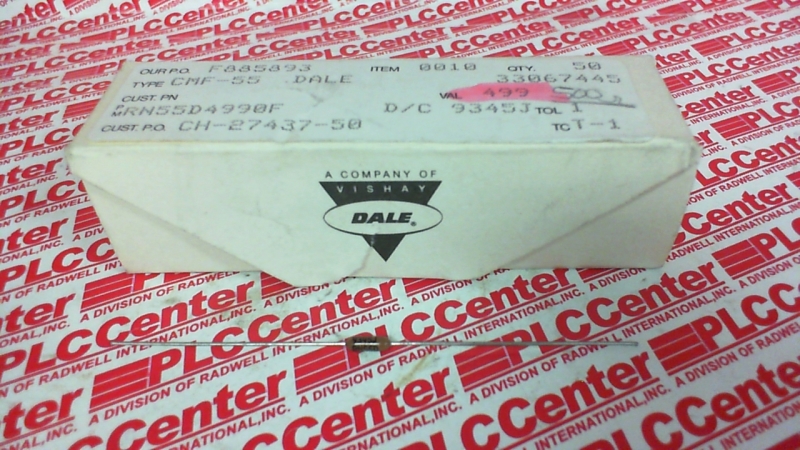 OUR P.O. F885893 ITEM 0010 QTY. 50
TYPE CMF-55 DALE 33067445
CUST. PN VAL 499 500
P/M RN55D4990F D/C 9345J TOL 1
CUST. P.O. CH-27437-50 TC T-1
A COMPANY OF
VISHAY
DALE®
PLCCenter
A DIVISION OF RADWELL INTERNATIONAL, INC.